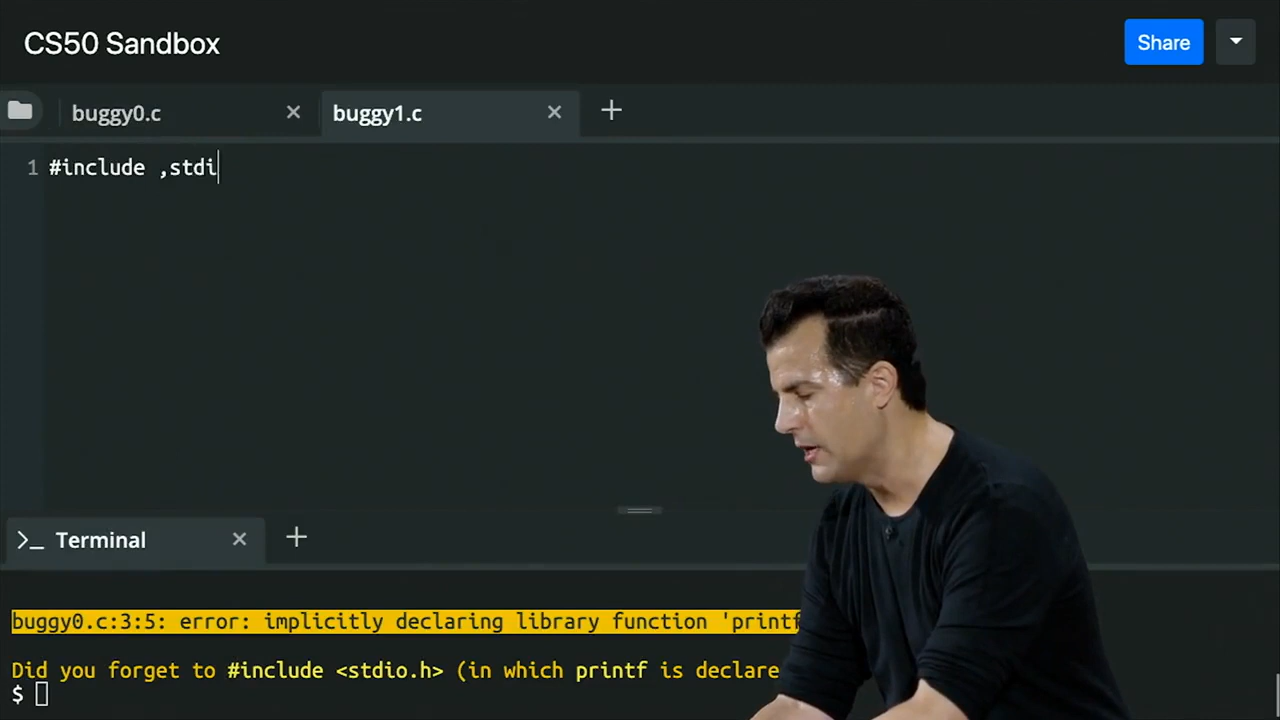 CS50 Sandbox
Share
buggy0.c
buggy1.c
1 #include ,stdi
>_ Terminal
buggy0.c:3:5: error: implicitly declaring library function 'printf
Did you forget to #include <stdio.h> (in which printf is declare
$